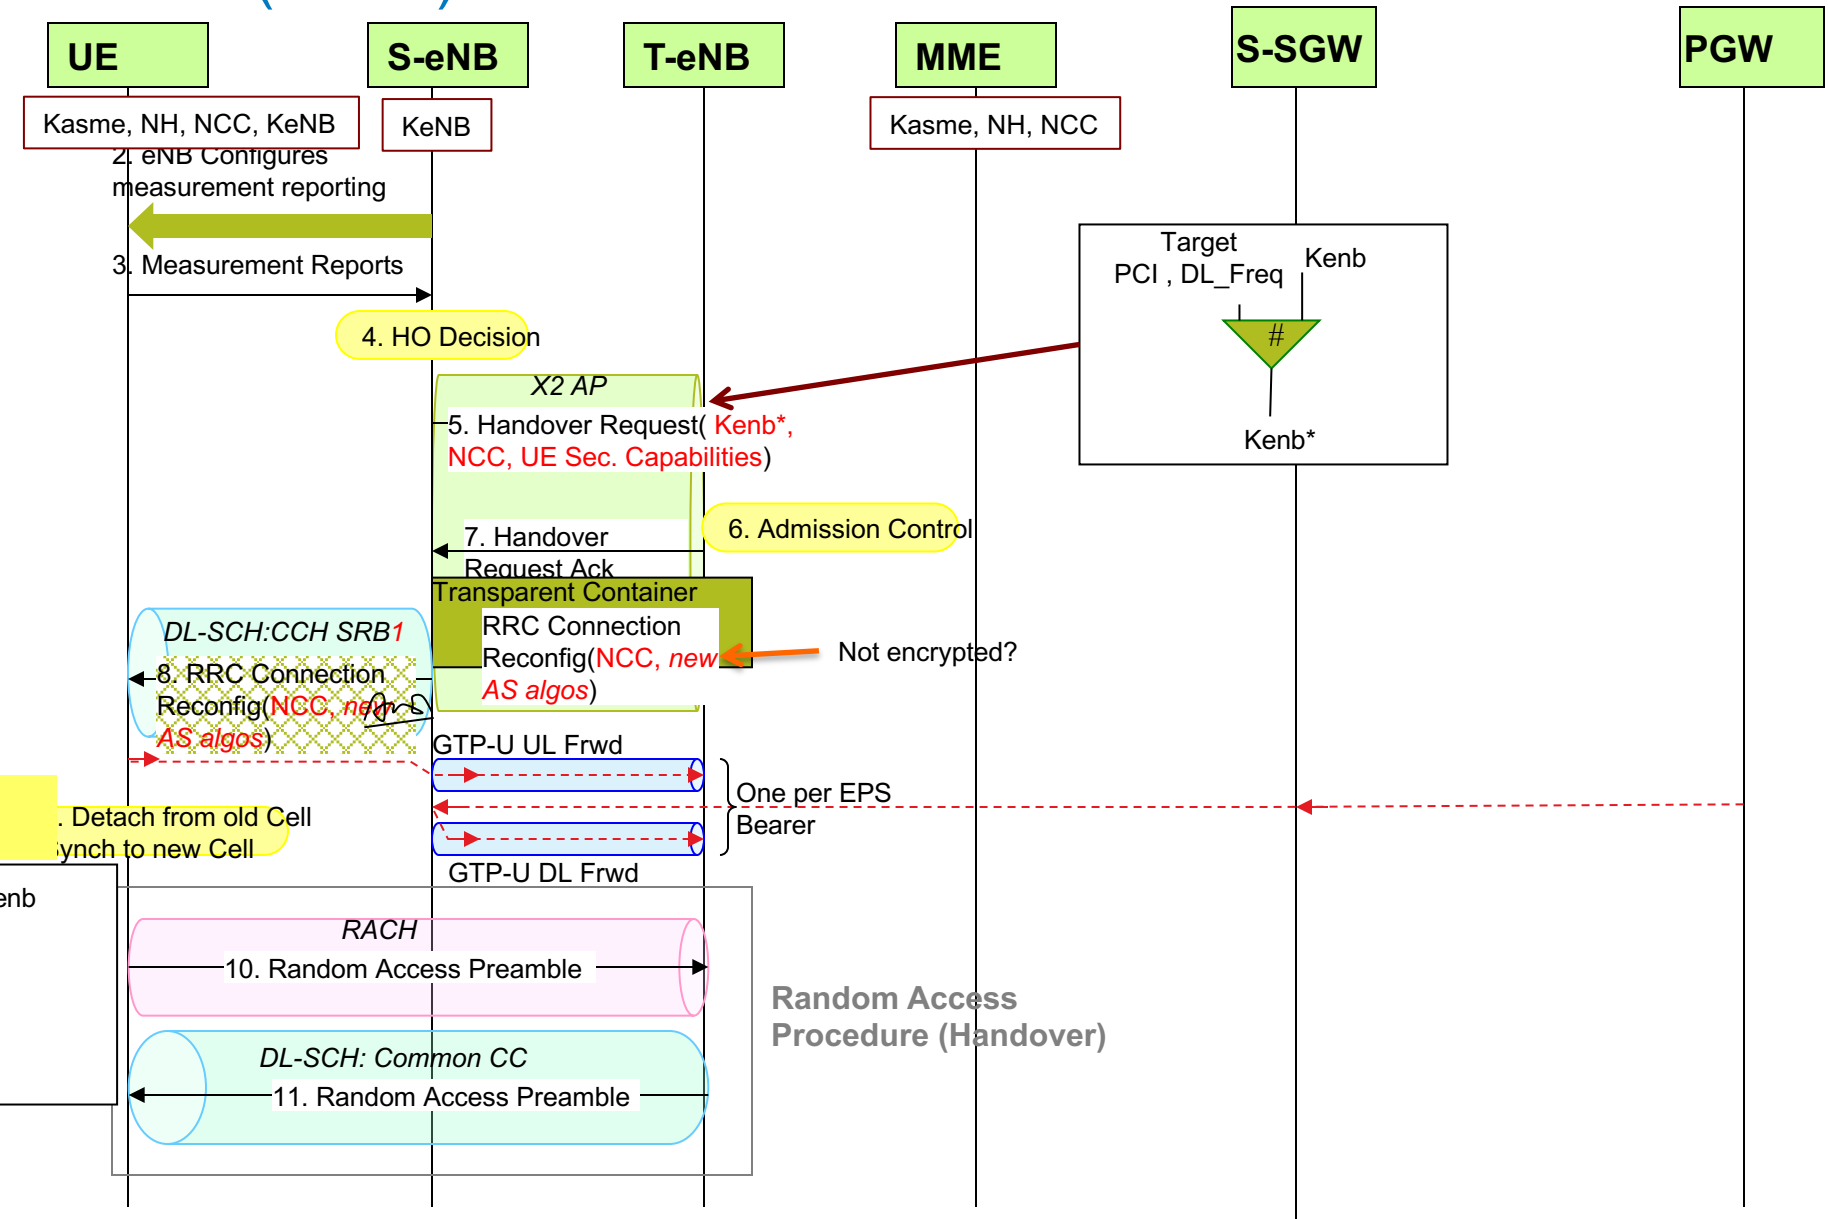 UE
S-eNB
T-eNB
MME
S-SGW
PGW
Kasme, NH, NCC, KeNB
KeNB
Kasme, NH, NCC
2. eNB Configures
measurement reporting
3. Measurement Reports
4. HO Decision
Target
PCI , DL_Freq
Kenb
#
Kenb*
X2 AP
5. Handover Request( Kenb*,
NCC, UE Sec. Capabilities)
6. Admission Control
7. Handover
Request Ack
Transparent Container
RRC Connection
Reconfig(NCC, new
AS algos)
Not encrypted?
DL-SCH:CCH SRB1
8. RRC Connection
Reconfig(NCC, new
AS algos)
GTP-U UL Frwd
One per EPS
Bearer
. Detach from old Cell
Synch to new Cell
GTP-U DL Frwd
enb
RACH
10. Random Access Preamble
Random Access
Procedure (Handover)
DL-SCH: Common CC
11. Random Access Preamble